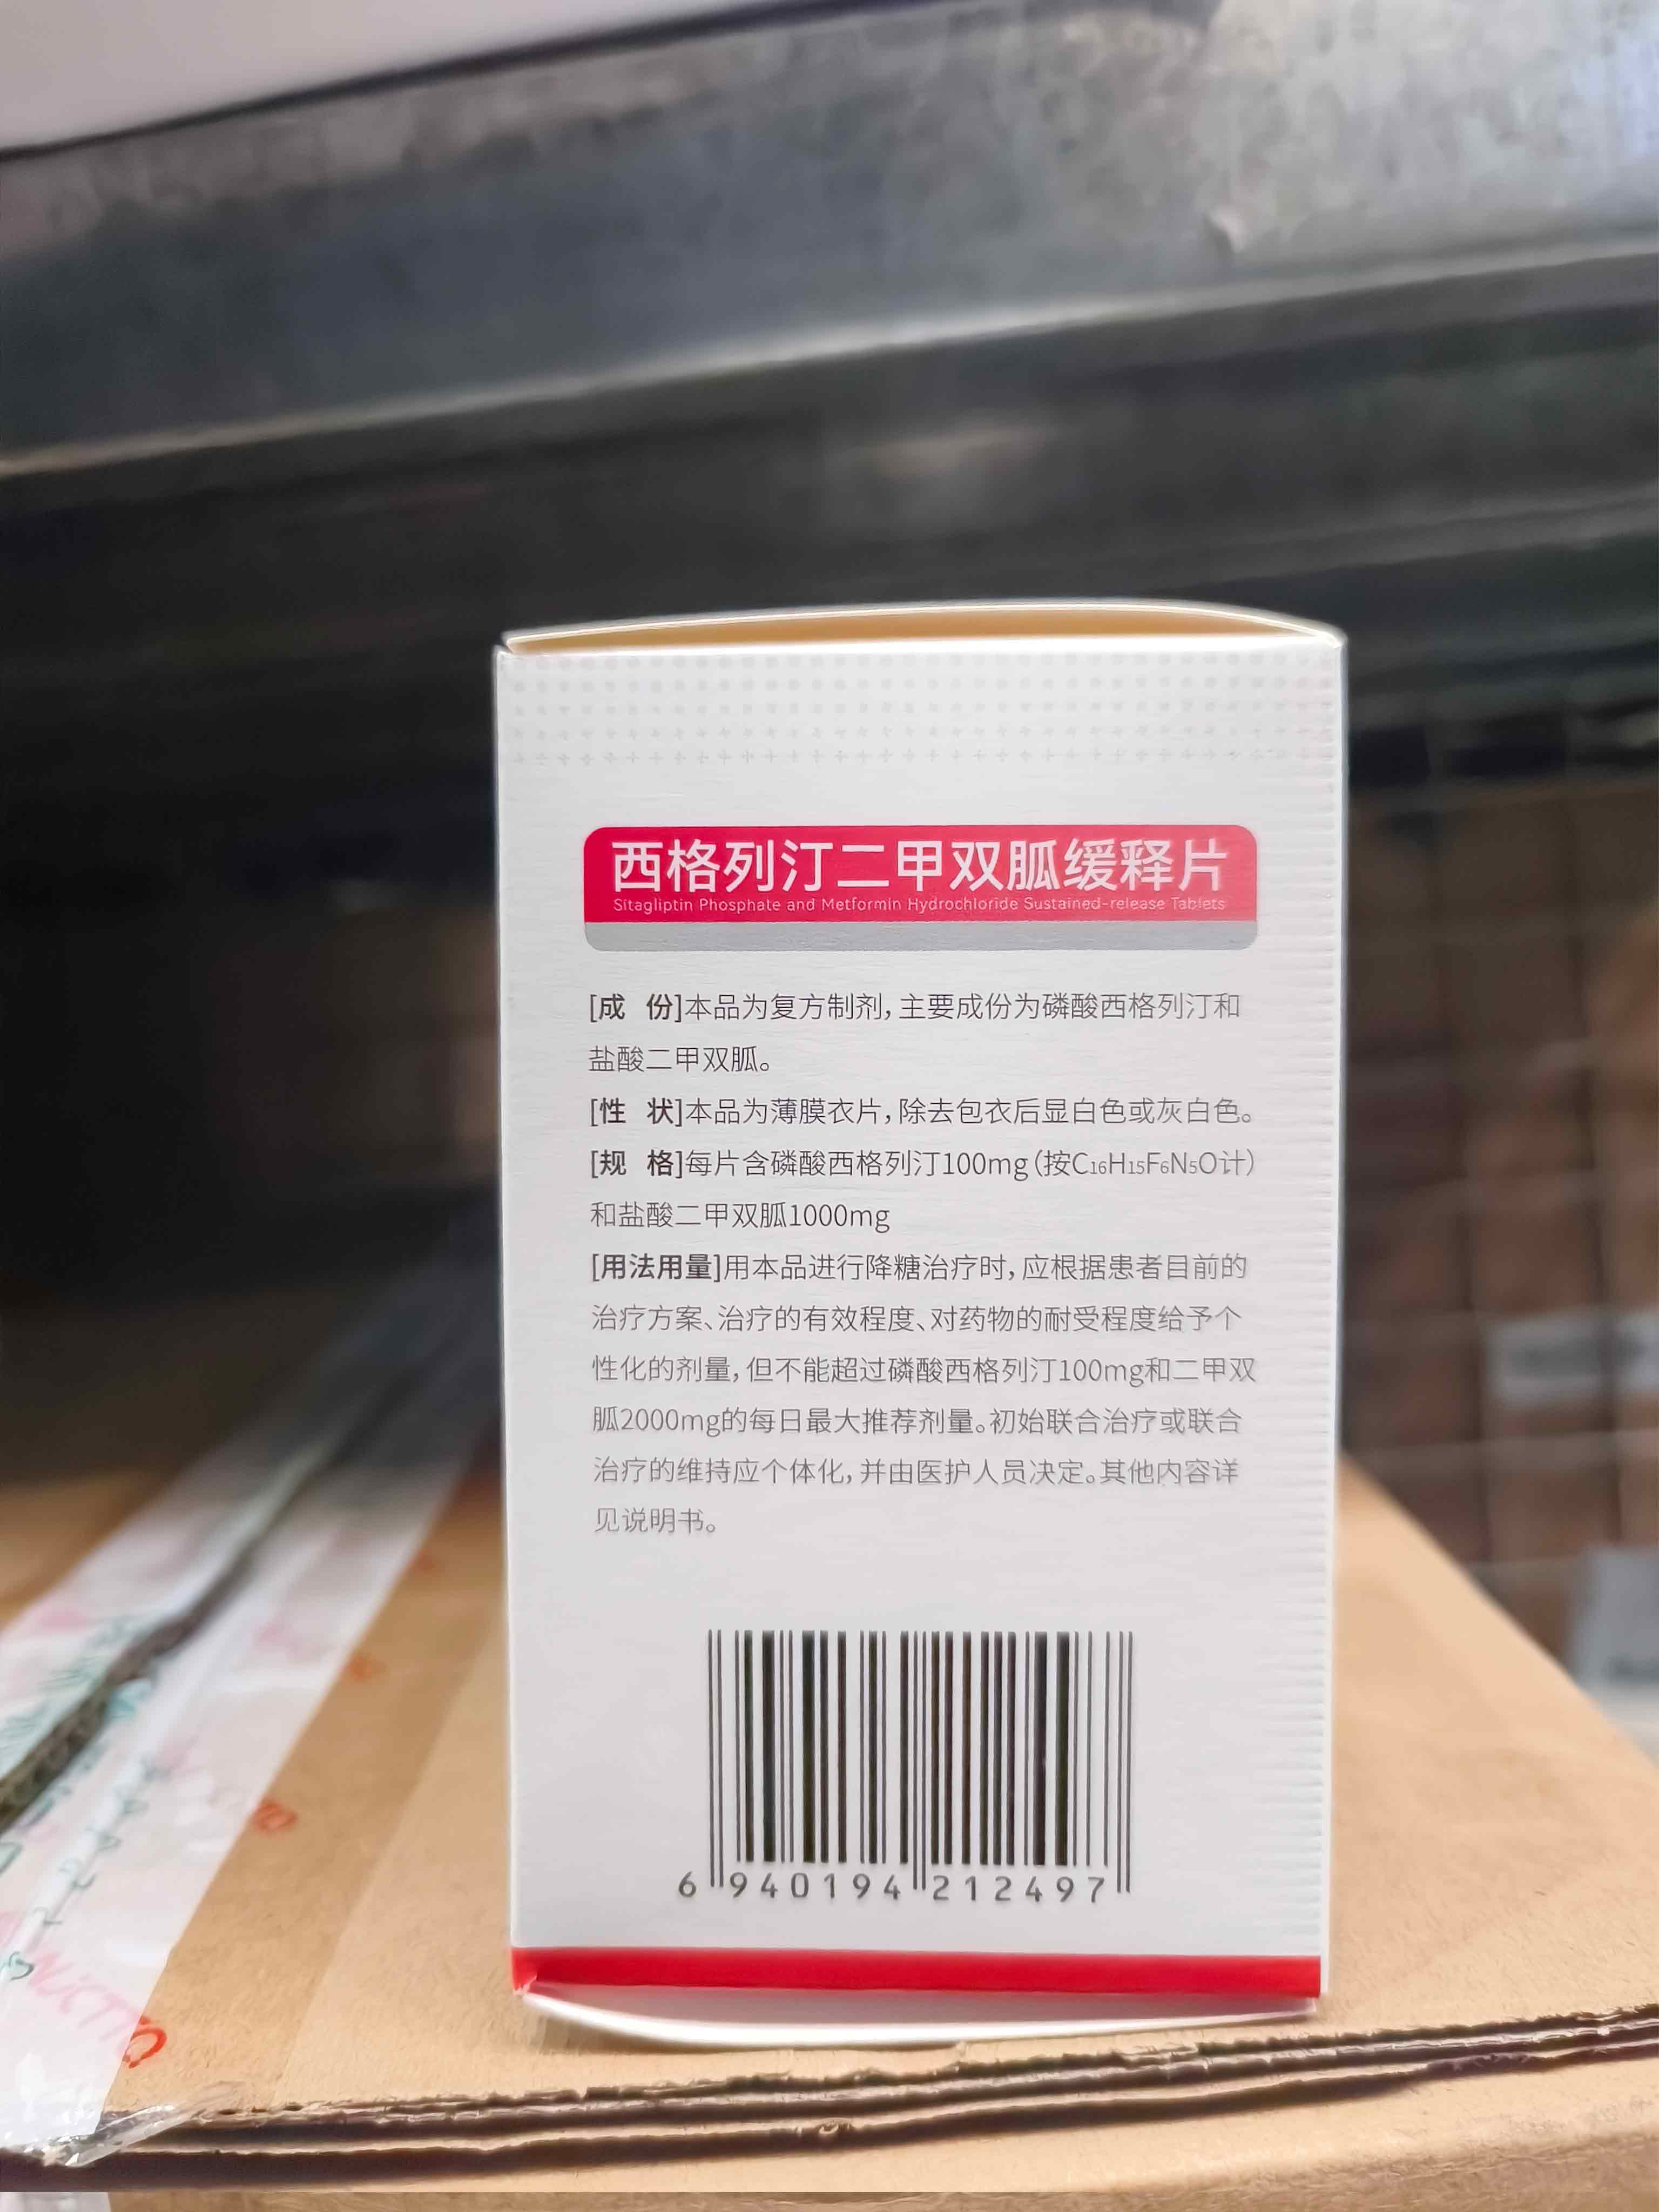 西格列汀二甲双胍缓释片
Sitagliptin Phosphate and Metformin Hydrochloride Sustained-release Tablets
[成 份]本品为复方制剂，主要成份为磷酸西格列汀和
盐酸二甲双胍。
[性 状]本品为薄膜衣片，除去包衣后显白色或灰白色。
[规 格]每片含磷酸西格列汀100mg（按C₁₆H₁₅F₆N₅O计）
和盐酸二甲双胍1000mg
[用法用量]用本品进行降糖治疗时，应根据患者目前的
治疗方案、治疗的有效程度、对药物的耐受程度给予个
性化的剂量，但不能超过磷酸西格列汀100mg和二甲双
胍2000mg的每日最大推荐剂量。初始联合治疗或联合
治疗的维持应个体化，并由医护人员决定。其他内容详
见说明书。
6 940194 212497